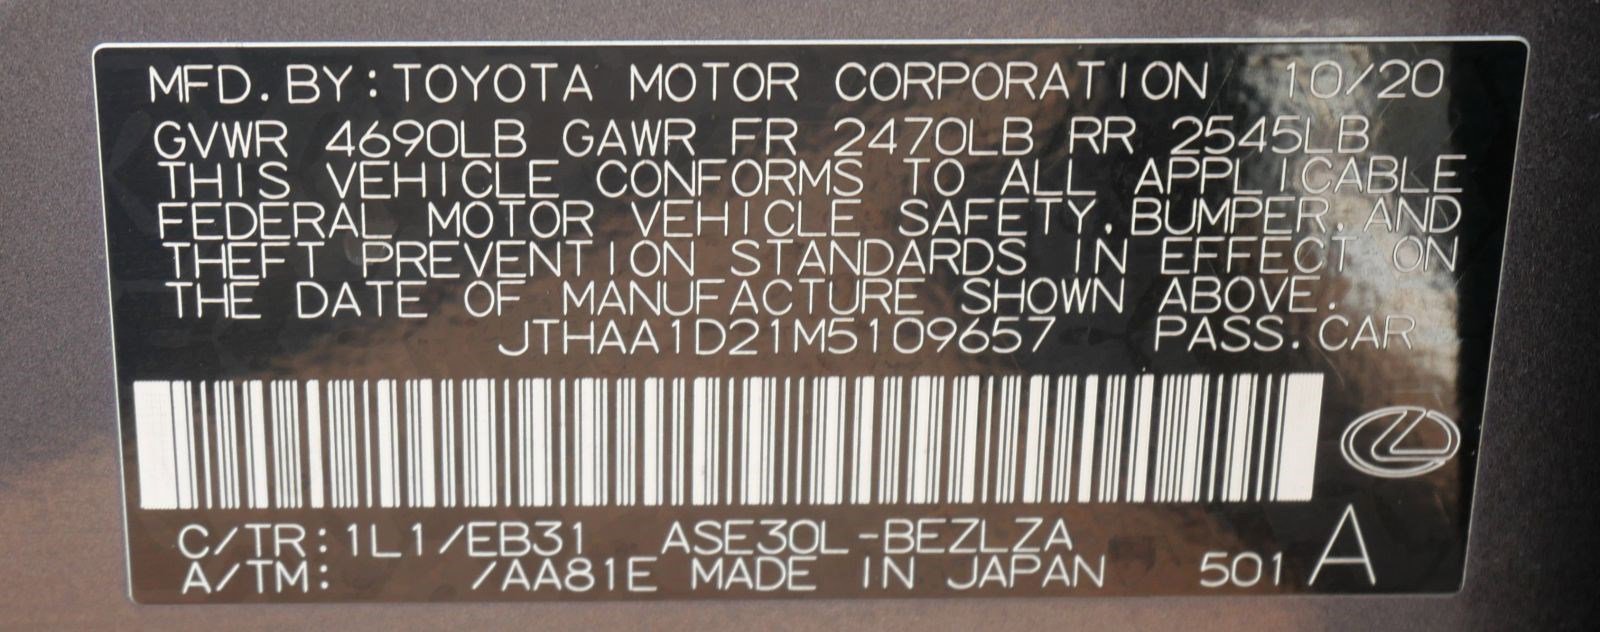 MFD. BY: TOYOTA MOTOR CORPORATION 10/20
GVWR 4690LB GAWR FR 2470LB RR 2545LB
THIS VEHICLE CONFORMS TO ALL APPLICABLE
FEDERAL MOTOR VEHICLE SAFETY, BUMPER, AND
THEFT PREVENTION STANDARDS IN EFFECT ON
THE DATE OF MANUFACTURE SHOWN ABOVE.
JTHAA1D21M5109657 PASS. CAR
C/TR: 1L1/EB31 ASE30L-BEZLZA
A/TM: /AA81E MADE IN JAPAN 501 A